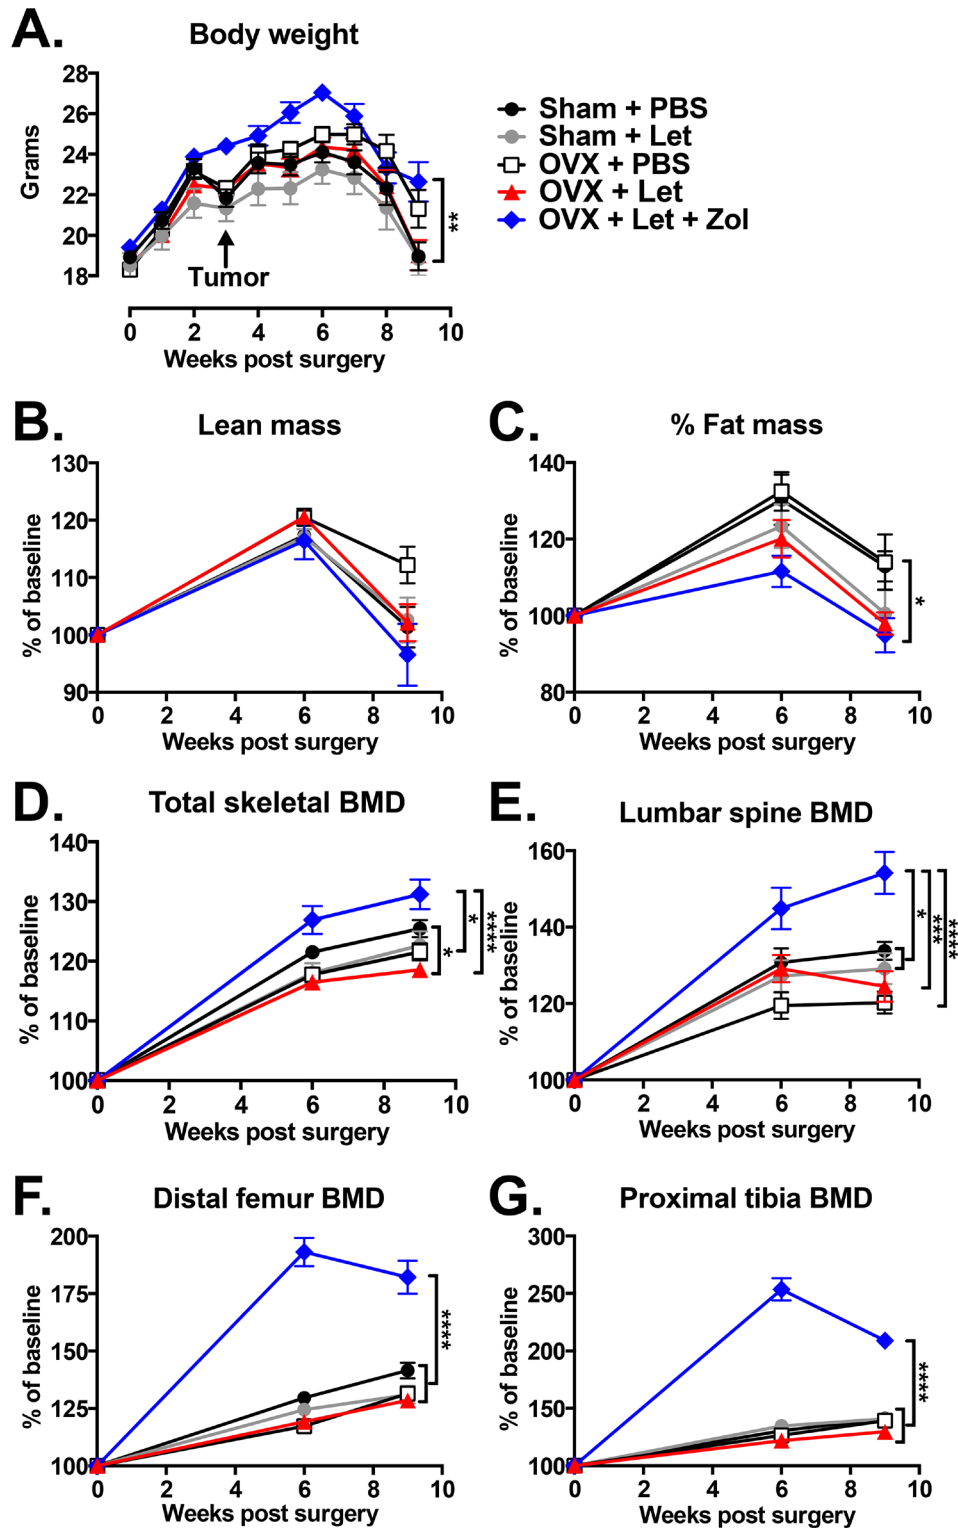 A.
Body weight
28
26
24
22
20
18
Grams
Tumor
**
0 2 4 6 8 10
Weeks post surgery
Sham + PBS
Sham + Let
OVX + PBS
OVX + Let
OVX + Let + Zol
B.
Lean mass
130
120
110
100
90
% of baseline
0 2 4 6 8 10
Weeks post surgery
C.
% Fat mass
140
120
100
80
% of baseline
*
0 2 4 6 8 10
Weeks post surgery
D.
Total skeletal BMD
140
130
120
110
100
% of baseline
*
*
****
0 2 4 6 8 10
Weeks post surgery
E.
Lumbar spine BMD
160
140
120
100
% of baseline
*
***
****
0 2 4 6 8 10
Weeks post surgery
F.
Distal femur BMD
200
175
150
125
100
% of baseline
****
0 2 4 6 8 10
Weeks post surgery
G.
Proximal tibia BMD
300
250
200
150
100
% of baseline
****
0 2 4 6 8 10
Weeks post surgery